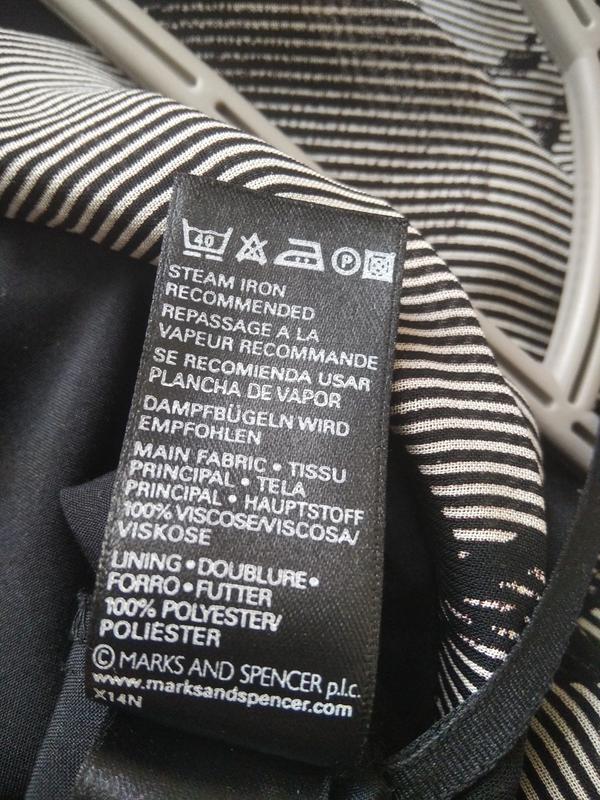 40 P
STEAM IRON
RECOMMENDED
REPASSAGE A LA
VAPEUR RECOMMANDE
SE RECOMIENDA USAR
PLANCHA DE VAPOR
DAMPFBÜGELN WIRD
EMPFOHLEN
MAIN FABRIC • TISSU
PRINCIPAL • TELA
PRINCIPAL • HAUPTSTOFF
100% VISCOSE/VISCOSA/
VISKOSE
LINING • DOUBLURE •
FORRO • FUTTER
100% POLYESTER/
POLIÉSTER
© MARKS AND SPENCER p.l.c.
www.marksandspencer.com
X14N